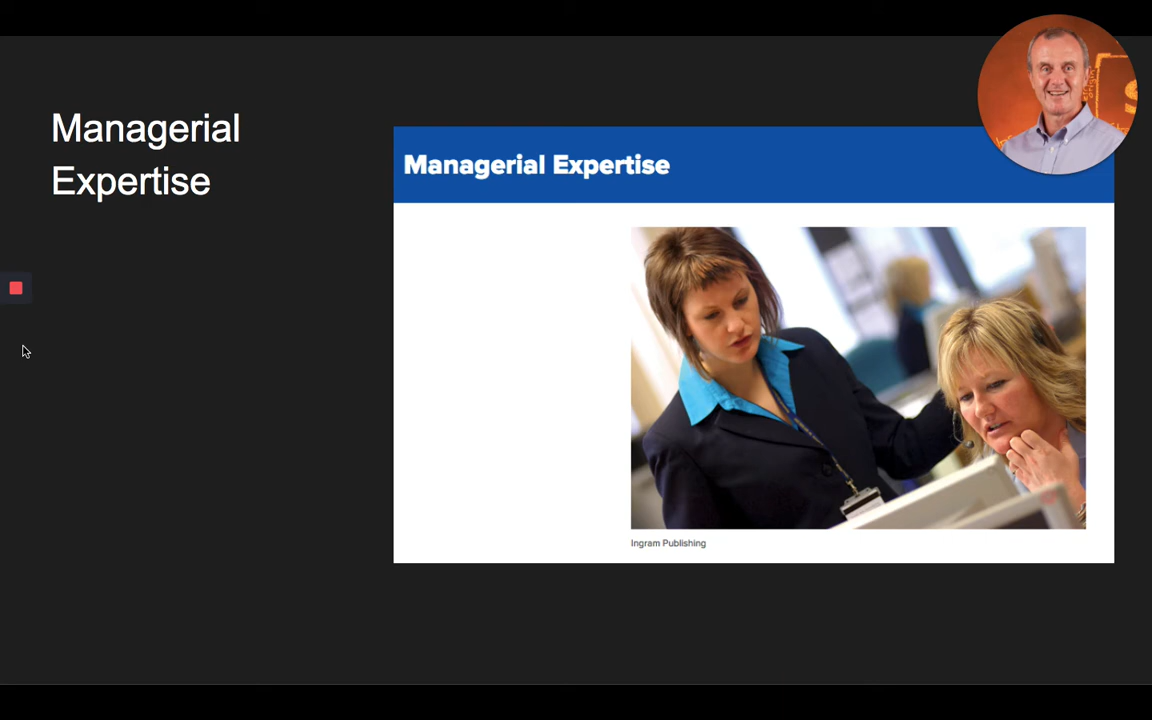 Managerial
Expertise
Managerial Expertise
Ingram Publishing